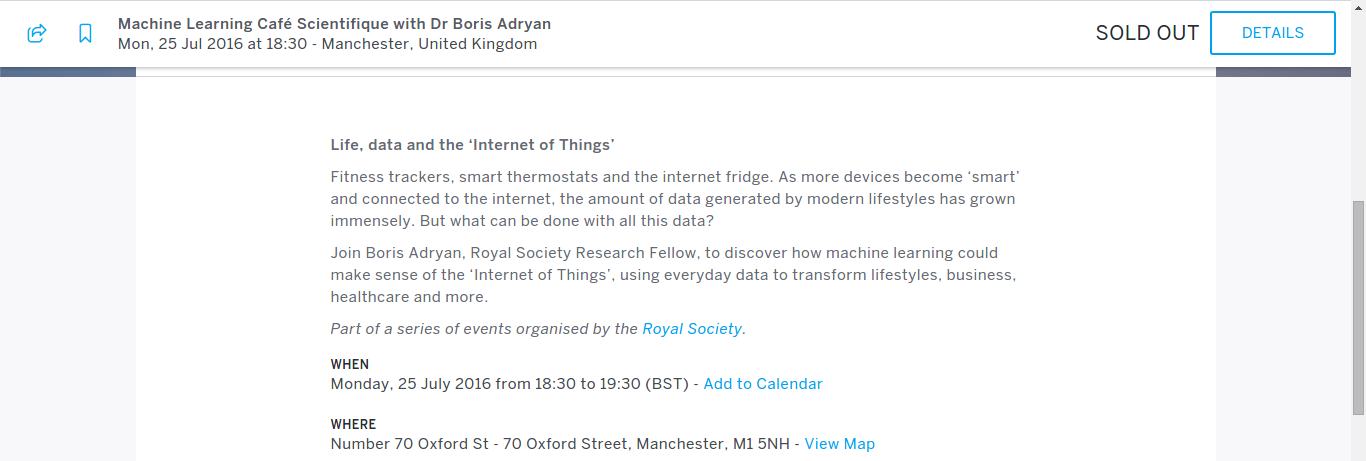 Machine Learning Café Scientifique with Dr Boris Adryan
Mon, 25 Jul 2016 at 18:30 - Manchester, United Kingdom
SOLD OUT
DETAILS
Life, data and the ‘Internet of Things’
Fitness trackers, smart thermostats and the internet fridge. As more devices become ‘smart’
and connected to the internet, the amount of data generated by modern lifestyles has grown
immensely. But what can be done with all this data?
Join Boris Adryan, Royal Society Research Fellow, to discover how machine learning could
make sense of the ‘Internet of Things’, using everyday data to transform lifestyles, business,
healthcare and more.
Part of a series of events organised by the Royal Society.
WHEN
Monday, 25 July 2016 from 18:30 to 19:30 (BST) - Add to Calendar
WHERE
Number 70 Oxford St - 70 Oxford Street, Manchester, M1 5NH - View Map